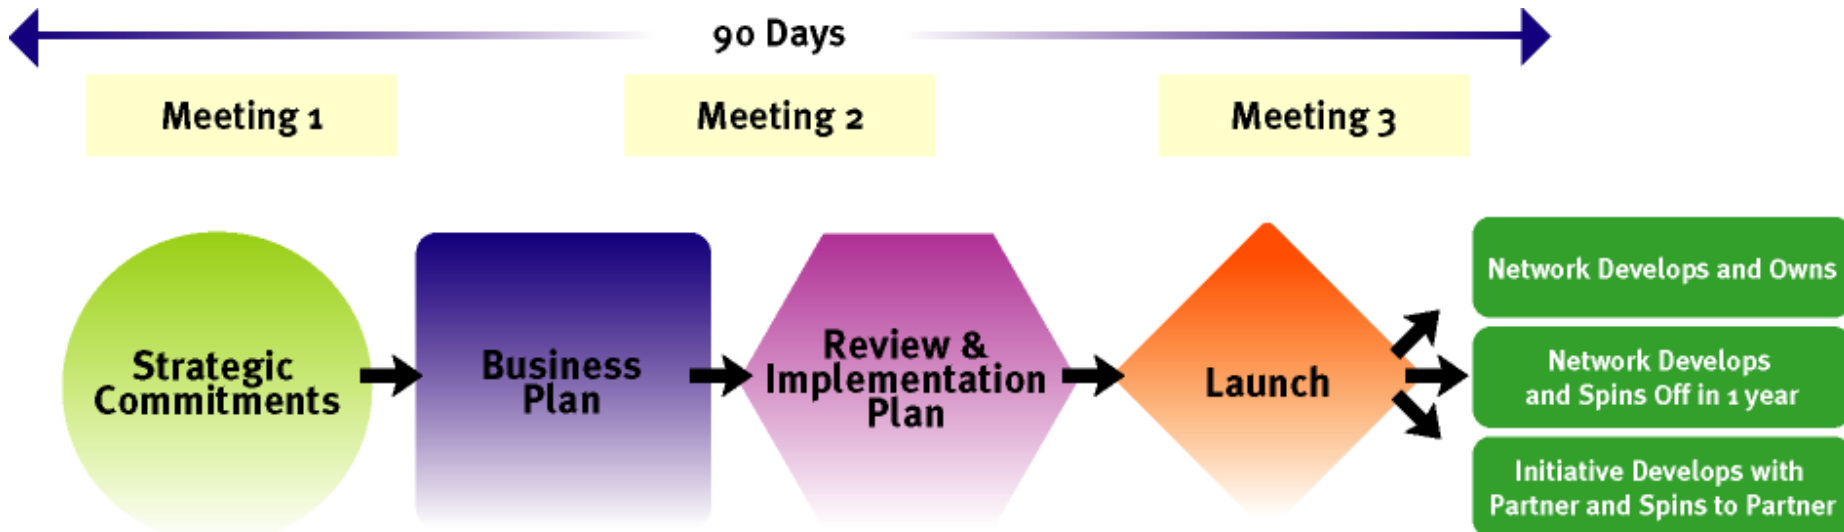 90 Days
Meeting 1
Meeting 2
Meeting 3
Strategic
Commitments
Business
Plan
Review &
Implementation
Plan
Launch
Network Develops and Owns
Network Develops
and Spins Off in 1 year
Initiative Develops with
Partner and Spins to Partner